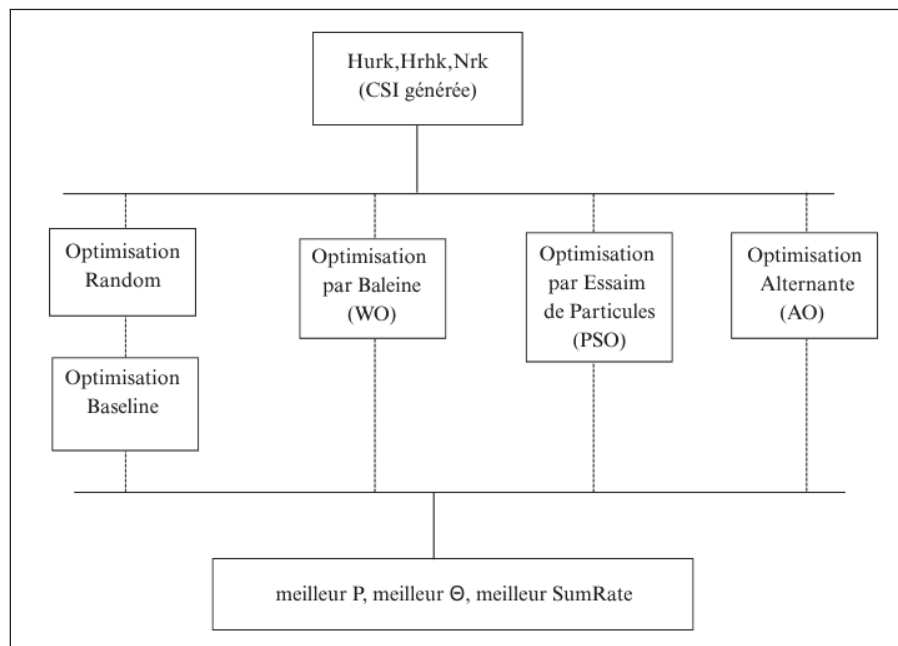 Hurk,Hrhk,Nrk
(CSI générée)
Optimisation
Random
Optimisation
Baseline
Optimisation
par Baleine
(WO)
Optimisation
par Essaim
de Particules
(PSO)
Optimisation
Alternante
(AO)
meilleur P, meilleur Θ, meilleur SumRate